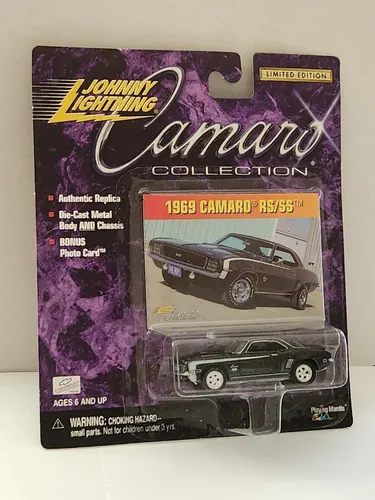 JOHNNY
LIGHTNING
LIMITED EDITION
Camaro
COLLECTION®
Authentic Replica
Die-Cast Metal
Body AND Chassis
BONUS
Photo Card™
1969 CAMARO® RS/SS™
AGES 6 AND UP
WARNING: CHOKING HAZARD--
small parts. Not for children under 3 yrs.
Playing Mantis